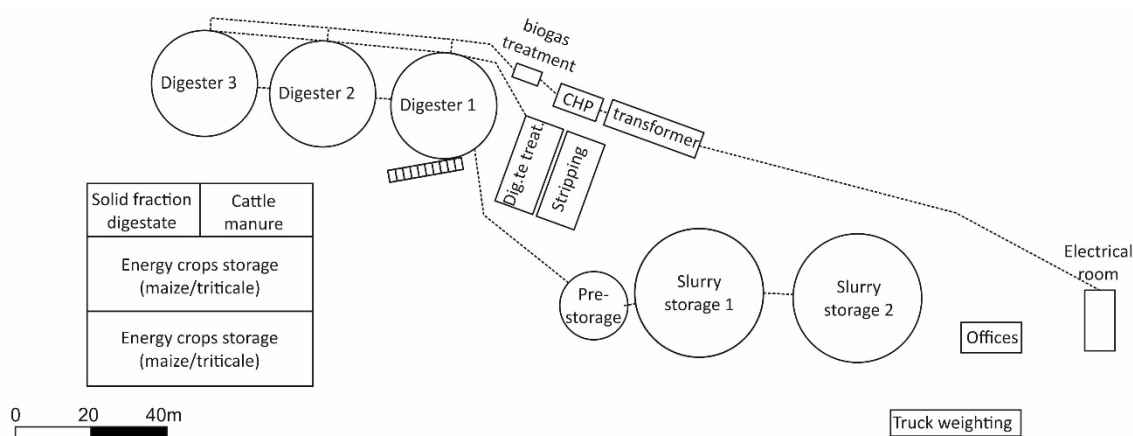 biogas
treatment
Digester 3
Digester 2
Digester 1
CHP
transformer
Dig.te treat.
Stripping
Solid fraction
digestate
Cattle
manure
Energy crops storage
(maize/triticale)
Energy crops storage
(maize/triticale)
Pre-
storage
Slurry
storage 1
Slurry
storage 2
Electrical
room
Offices
Truck weighting
0 20 40m